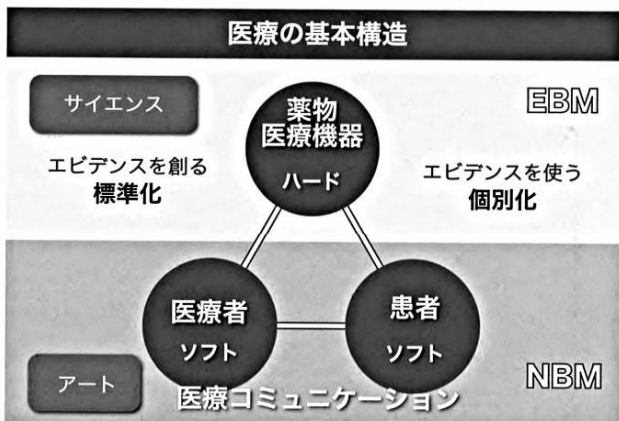 医療の基本構造
サイエンス
EBM
薬物
医療機器
ハード
エビデンスを創る
標準化
エビデンスを使う
個別化
医療者
ソフト
患者
ソフト
アート
医療コミュニケーション
NBM